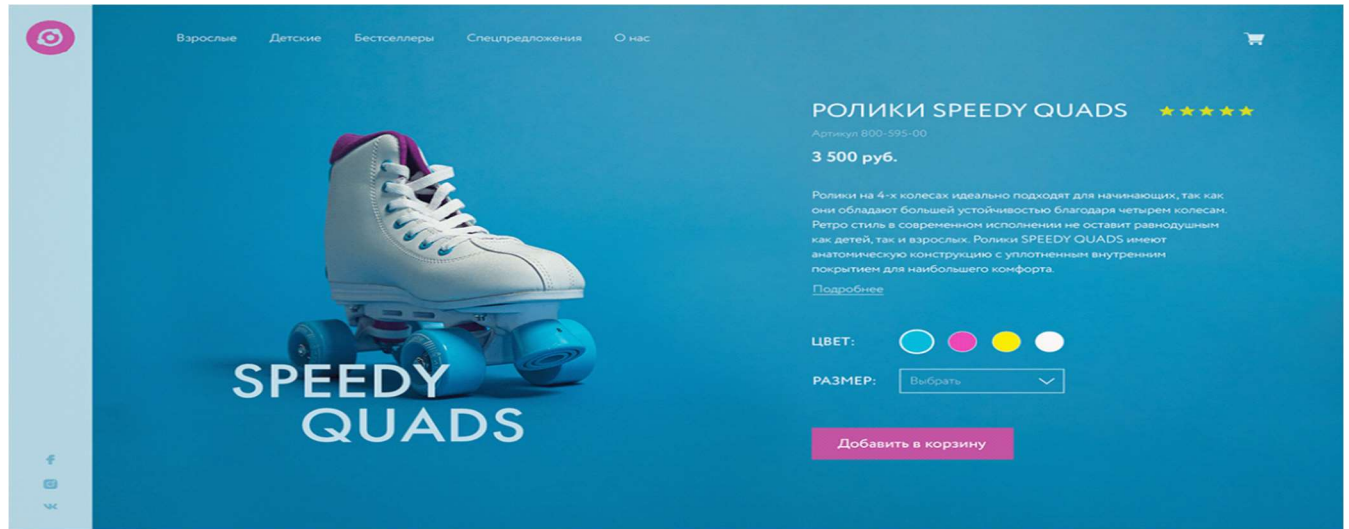 Взрослые Детские Бестселлеры Спецпредложения О нас
РОЛИКИ SPEEDY QUADS
Артикул 800-595-00
3 500 руб.
Ролики на 4-х колесах идеально подходят для начинающих, так как
они обладают большей устойчивостью благодаря четырем колесам.
Ретро стиль в современном исполнении не оставит равнодушным
как детей, так и взрослых. Ролики SPEEDY QUADS имеют
анатомическую конструкцию с уплотненным внутренним
покрытием для наибольшего комфорта.
Подробнее
ЦВЕТ:
РАЗМЕР: Выбрать
Добавить в корзину
SPEEDY
QUADS